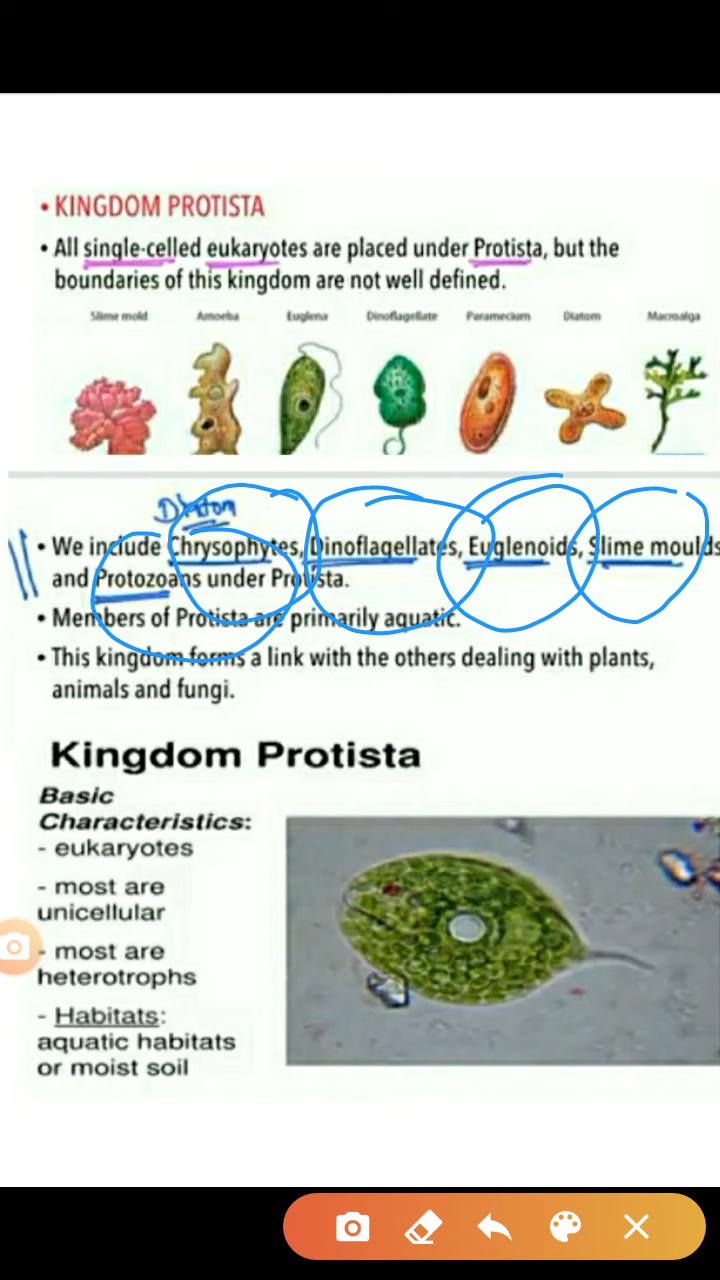 • KINGDOM PROTISTA
• All single-celled eukaryotes are placed under Protista, but the
boundaries of this kingdom are not well defined.
Slime mold Amoeba Euglena Dinoflagellate Paramecium Diatom Macroalga
Diatom
• We include Chrysophytes, Dinoflagellates, Euglenoids, Slime moulds
and Protozoans under Protista.
• Members of Protista are primarily aquatic.
• This kingdom forms a link with the others dealing with plants,
animals and fungi.
Kingdom Protista
Basic
Characteristics:
- eukaryotes
- most are
unicellular
- most are
heterotrophs
- Habitats:
aquatic habitats
or moist soil